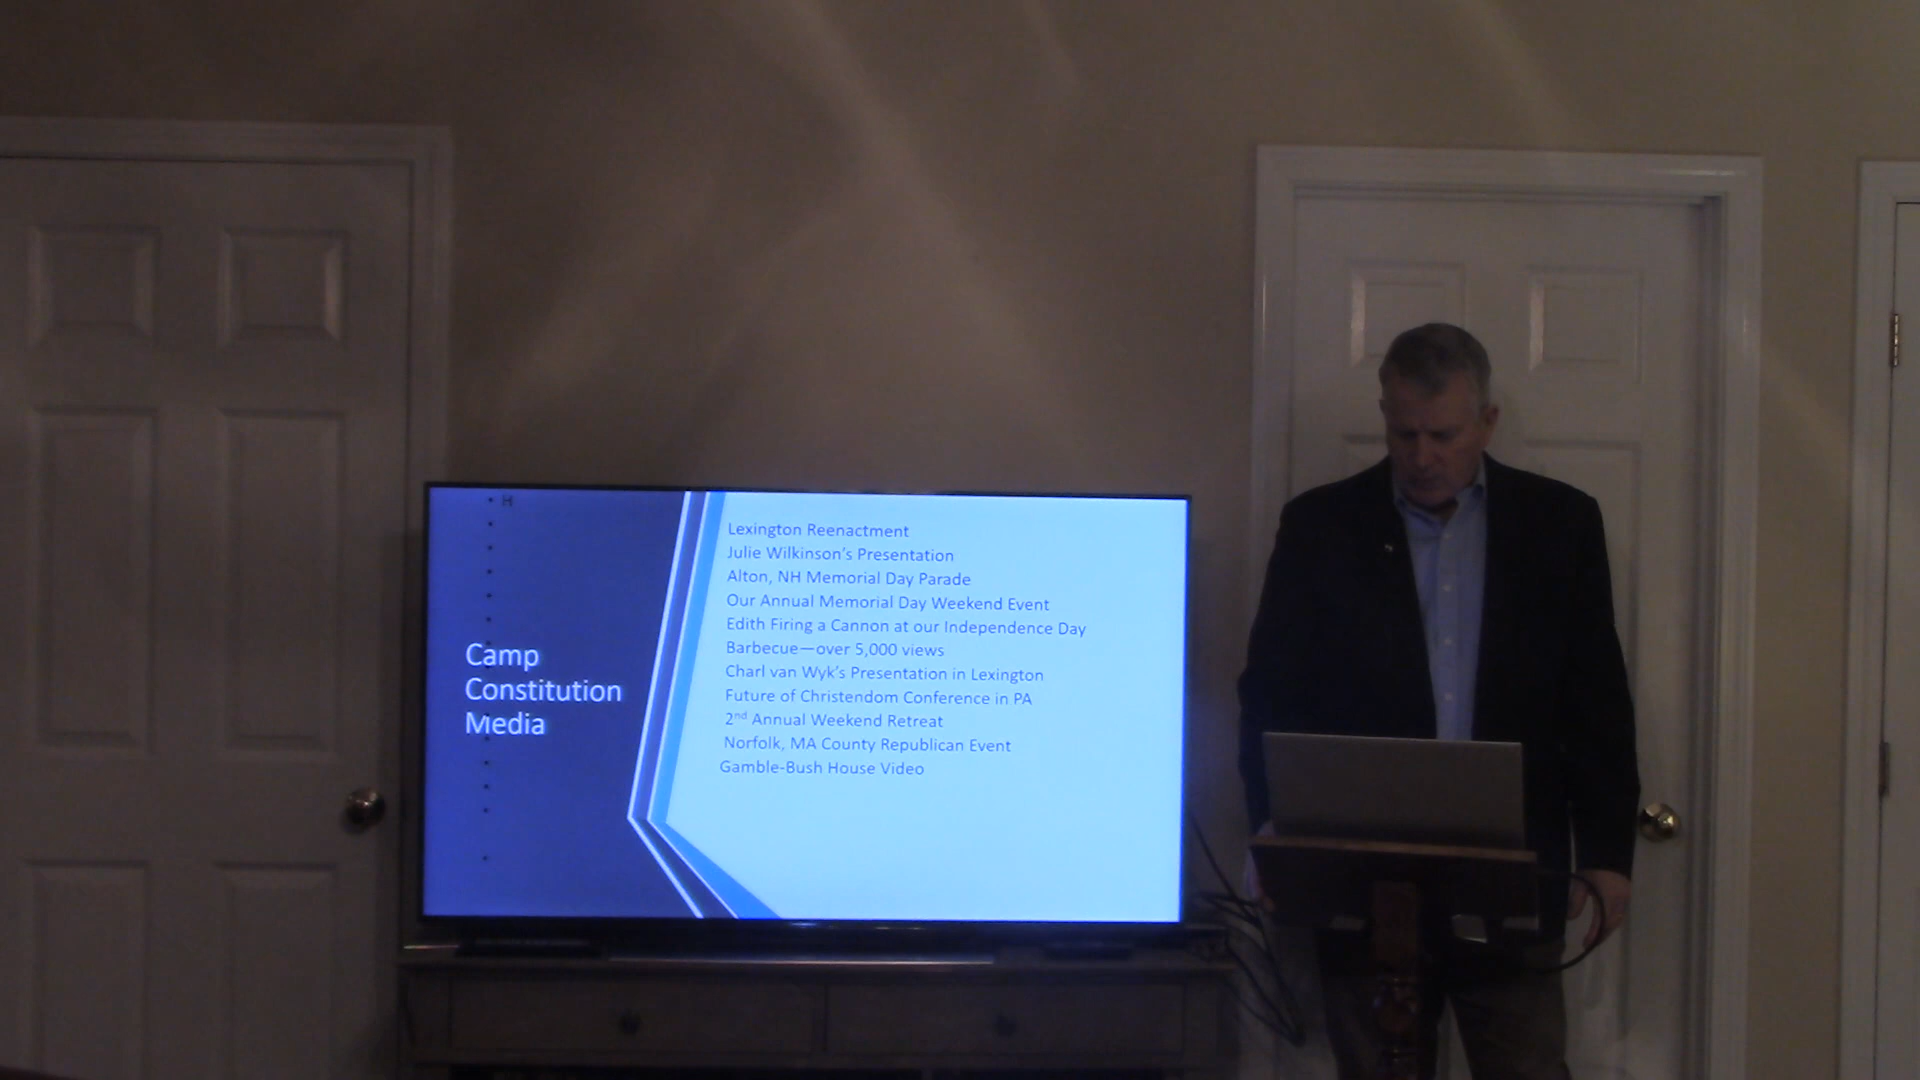 H
Camp
Constitution
Media
Lexington Reenactment
Julie Wilkinson's Presentation
Alton, NH Memorial Day Parade
Our Annual Memorial Day Weekend Event
Edith Firing a Cannon at our Independence Day
Barbecue—over 5,000 views
Charl van Wyk's Presentation in Lexington
Future of Christendom Conference in PA
2nd Annual Weekend Retreat
Norfolk, MA County Republican Event
Gamble-Bush House Video